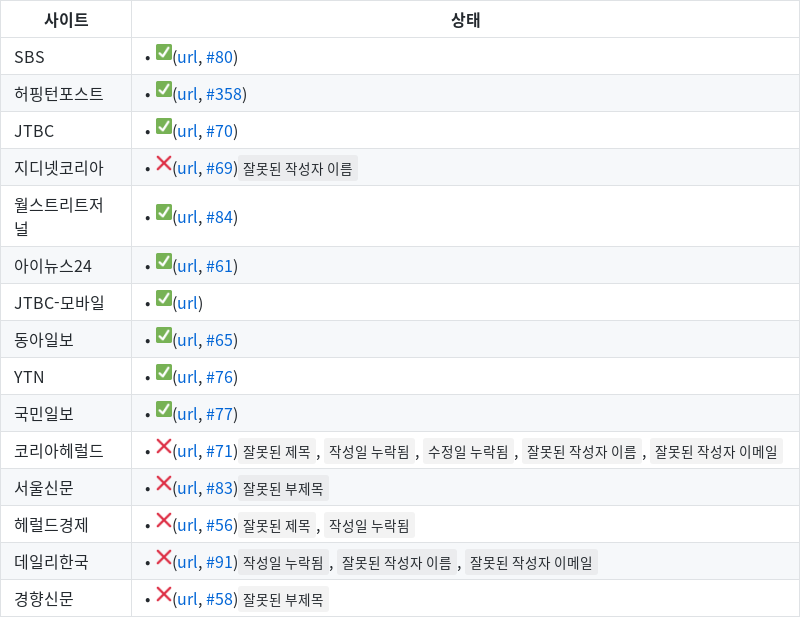 사이트 상태
SBS • ✅(url, #80)
허핑턴포스트 • ✅(url, #358)
JTBC • ✅(url, #70)
지디넷코리아 • ❌(url, #69) 잘못된 작성자 이름
월스트리트저
널 • ✅(url, #84)
아이뉴스24 • ✅(url, #61)
JTBC-모바일 • ✅(url)
동아일보 • ✅(url, #65)
YTN • ✅(url, #76)
국민일보 • ✅(url, #77)
코리아헤럴드 • ❌(url, #71) 잘못된 제목 , 작성일 누락됨 , 수정일 누락됨 , 잘못된 작성자 이름 , 잘못된 작성자 이메일
서울신문 • ❌(url, #83) 잘못된 부제목
헤럴드경제 • ❌(url, #56) 잘못된 제목 , 작성일 누락됨
데일리한국 • ❌(url, #91) 작성일 누락됨 , 잘못된 작성자 이름 , 잘못된 작성자 이메일
경향신문 • ❌(url, #58) 잘못된 부제목